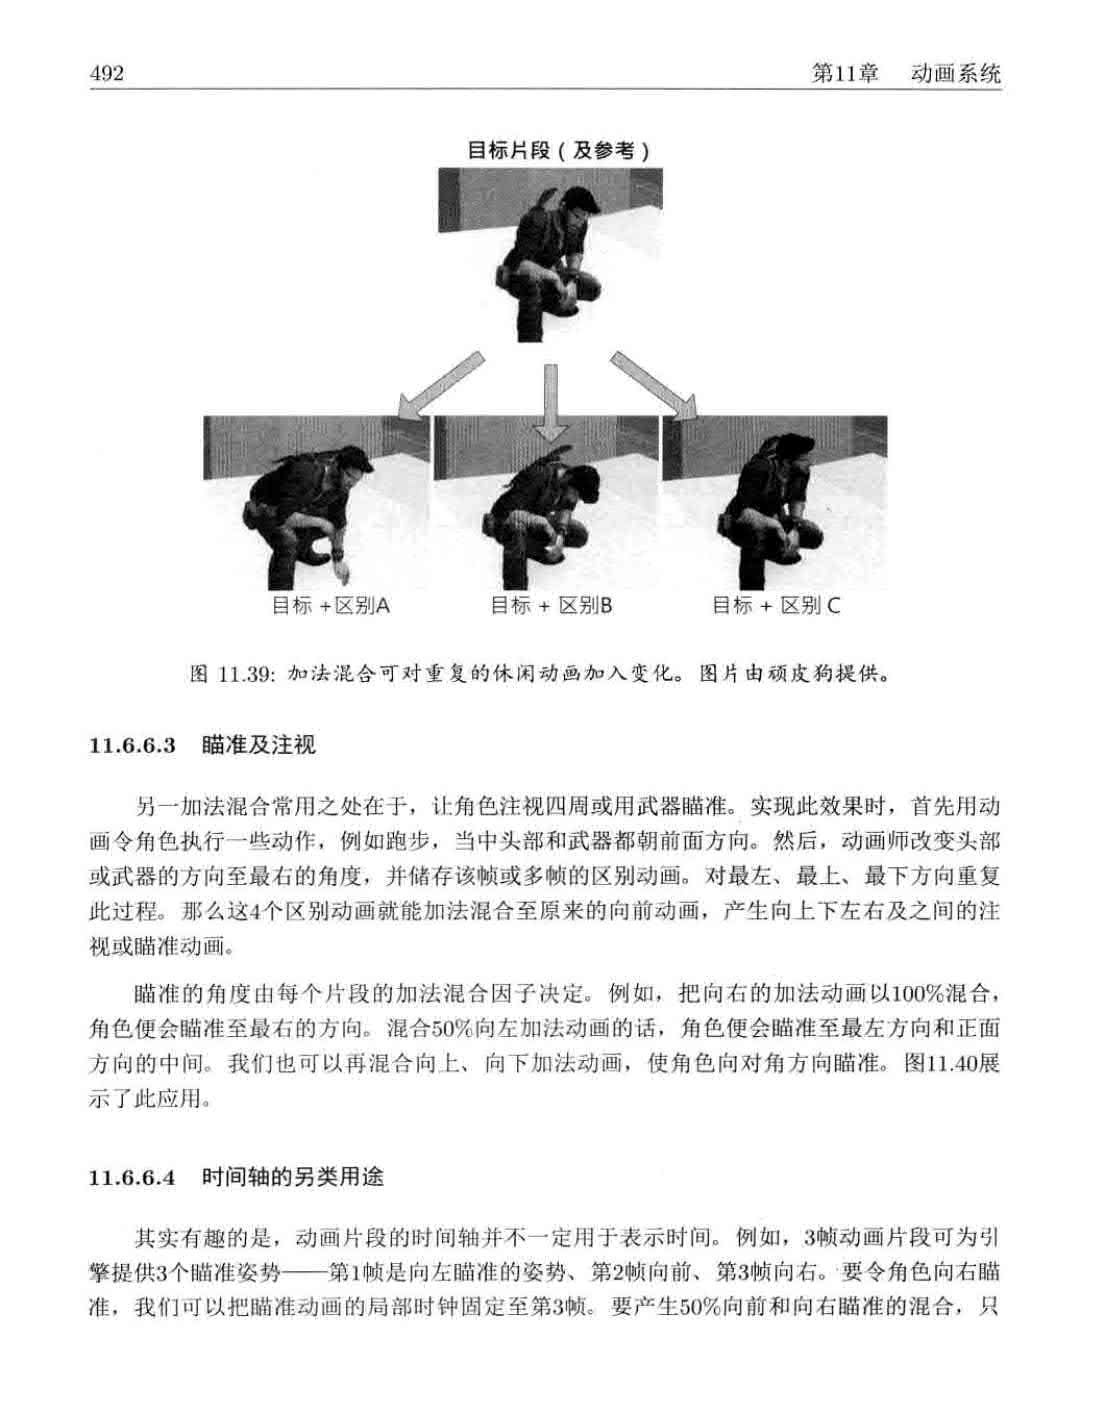 492
第11章 动画系统
目标片段（及参考）
目标 +区别A
目标 + 区别B
目标 + 区别 C
图 11.39: 加法混合可对重复的休闲动画加入变化。图片由顽皮狗提供。
11.6.6.3 瞄准及注视
另一加法混合常用之处在于，让角色注视四周或用武器瞄准。实现此效果时，首先用动
画令角色执行一些动作，例如跑步，当中头部和武器都朝前面方向。然后，动画师改变头部
或武器的方向至最右的角度，并储存该帧或多帧的区别动画。对最左、最上、最下方向重复
此过程。那么这4个区别动画就能加法混合至原来的向前动画，产生向上下左右及之间的注
视或瞄准动画。
瞄准的角度由每个片段的加法混合因子决定。例如，把向右的加法动画以100%混合，
角色便会瞄准至最右的方向。混合50%向左加法动画的话，角色便会瞄准至最左方向和正面
方向的中间。我们也可以再混合向上、向下加法动画，使角色向对角方向瞄准。图11.40展
示了此应用。
11.6.6.4 时间轴的另类用途
其实有趣的是，动画片段的时间轴并不一定用于表示时间。例如，3帧动画片段可为引
擎提供3个瞄准姿势——第1帧是向左瞄准的姿势、第2帧向前、第3帧向右。要令角色向右瞄
准，我们可以把瞄准动画的局部时钟固定至第3帧。要产生50%向前和向右瞄准的混合，只